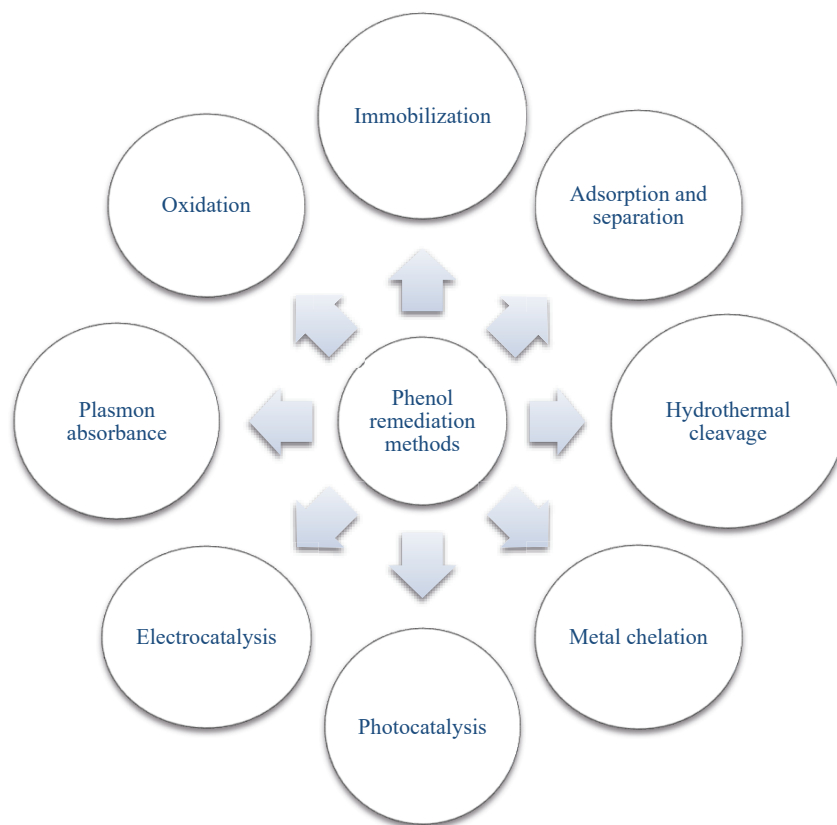 Immobilization
Oxidation
Adsorption and
separation
Plasmon
absorbance
Phenol
remediation
methods
Hydrothermal
cleavage
Electrocatalysis
Metal chelation
Photocatalysis